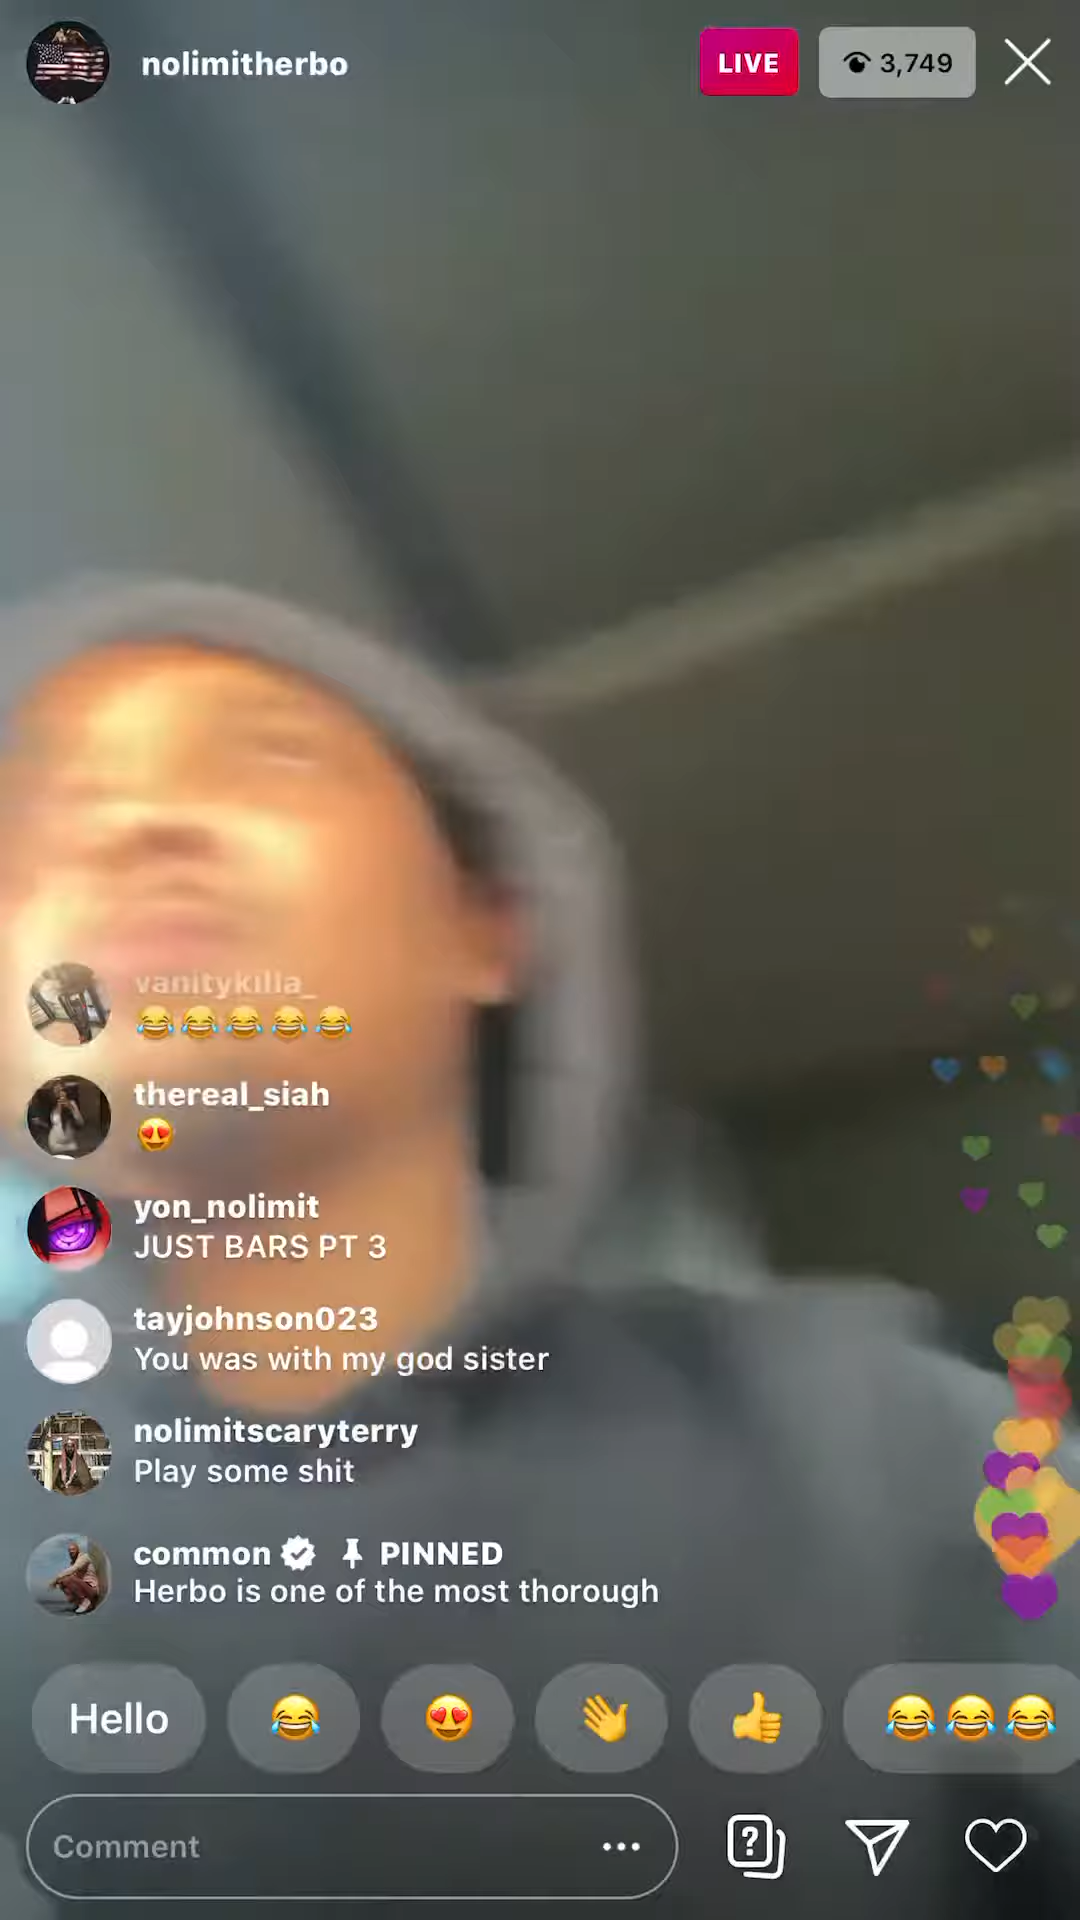 nolimitherbo
LIVE
3,749
vanitykilla_
😂😂😂😂😂
thereal_siah
😍
yon_nolimit
JUST BARS PT 3
tayjohnson023
You was with my god sister
nolimitscaryterry
Play some shit
common PINNED
Herbo is one of the most thorough
Hello 😂 😍 👋 👍 😂😂😂
Comment